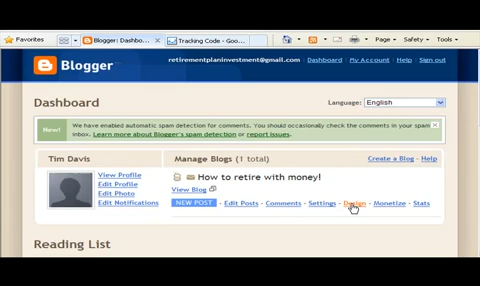 Favorites
Blogger: Dashbo...
Tracking Code - Goo...
Page
Safety
Tools
Blogger
retirementplaninvestment@gmail.com | Dashboard | My Account | Help | Sign out
Dashboard
Language: English
New! We have enabled automatic spam detection for comments. You should occasionally check the comments in your spam
inbox. Learn more about Blogger's spam detection or report issues.
Tim Davis
Manage Blogs (1 total)
Create a Blog - Help
View Profile
Edit Profile
Edit Photo
Edit Notifications
How to retire with money!
View Blog
NEW POST - Edit Posts - Comments - Settings - Design - Monetize - Stats
Reading List